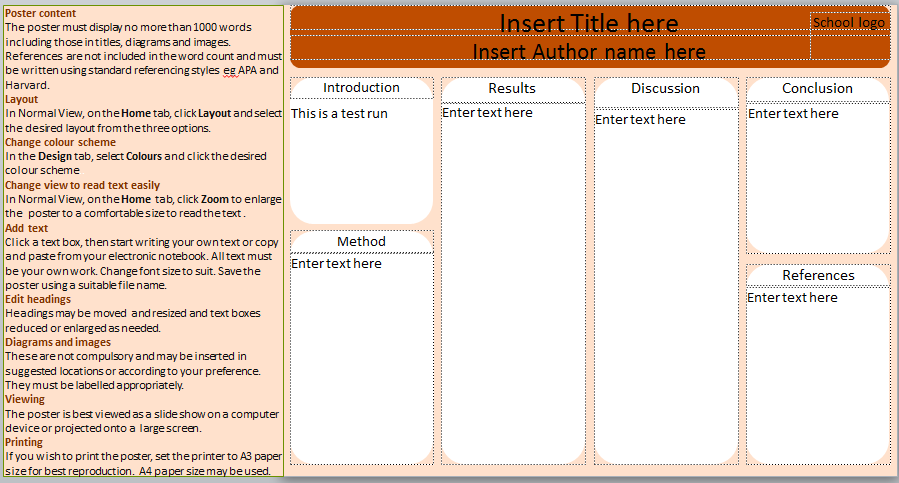 Poster content
The poster must display no more than 1000 words
including those in titles, diagrams and images.
References are not included in the word count and must
be written using standard referencing styles eg APA and
Harvard.
Layout
In Normal View, on the Home tab, click Layout and select
the desired layout from the three options.
Change colour scheme
In the Design tab, select Colours and click the desired
colour scheme
Change view to read text easily
In Normal View, on the Home tab, click Zoom to enlarge
the poster to a comfortable size to read the text .
Add text
Click a text box, then start writing your own text or copy
and paste from your electronic notebook. All text must
be your own work. Change font size to suit. Save the
poster using a suitable file name.
Edit headings
Headings may be moved and resized and text boxes
reduced or enlarged as needed.
Diagrams and images
These are not compulsory and may be inserted in
suggested locations or according to your preference.
They must be labelled appropriately.
Viewing
The poster is best viewed as a slide show on a computer
device or projected onto a large screen.
Printing
If you wish to print the poster, set the printer to A3 paper
size for best reproduction. A4 paper size may be used.
Insert Title here
Insert Author name here
School logo
Introduction
This is a test run
Method
Enter text here
Results
Enter text here
Discussion
Enter text here
Conclusion
Enter text here
References
Enter text here